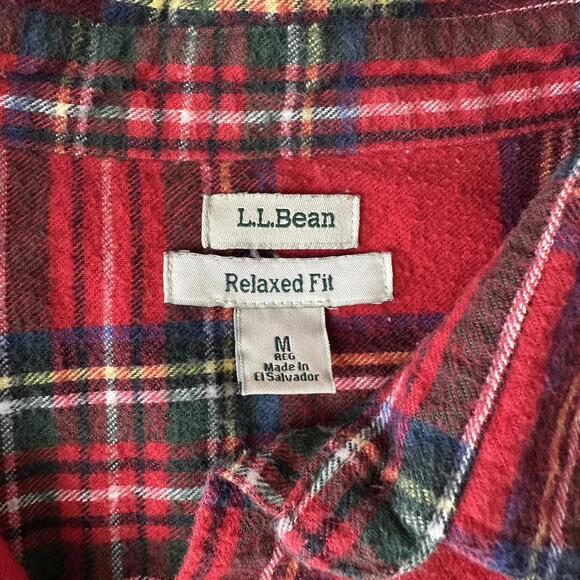 L.L.Bean
Relaxed Fit
M
REG
Made In
El Salvador